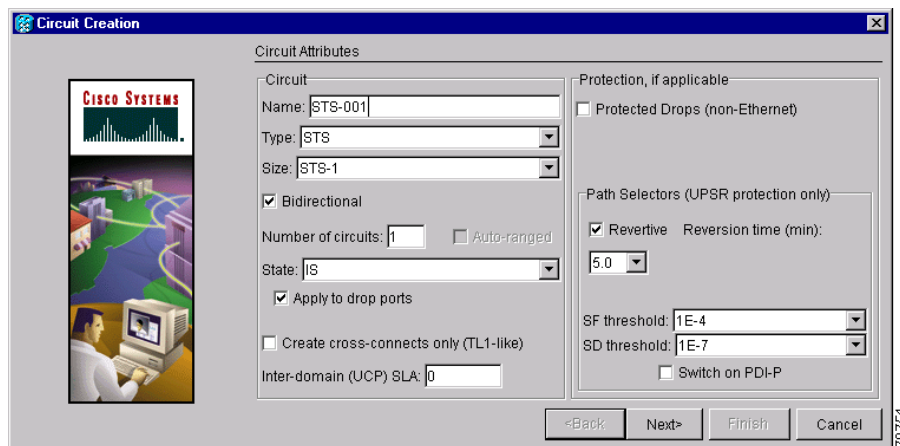 Circuit Creation
Circuit Attributes
CISCO SYSTEMS
Circuit
Name: STS-001
Type: STS
Size: STS-1
Bidirectional
Number of circuits: 1 Auto-ranged
State: IS
Apply to drop ports
Create cross-connects only (TL1-like)
Inter-domain (UCP) SLA: 0
Protection, if applicable
Protected Drops (non-Ethernet)
Path Selectors (UPSR protection only)
Revertive Reversion time (min):
5.0
SF threshold: 1E-4
SD threshold: 1E-7
Switch on PDI-P
<Back Next> Finish Cancel